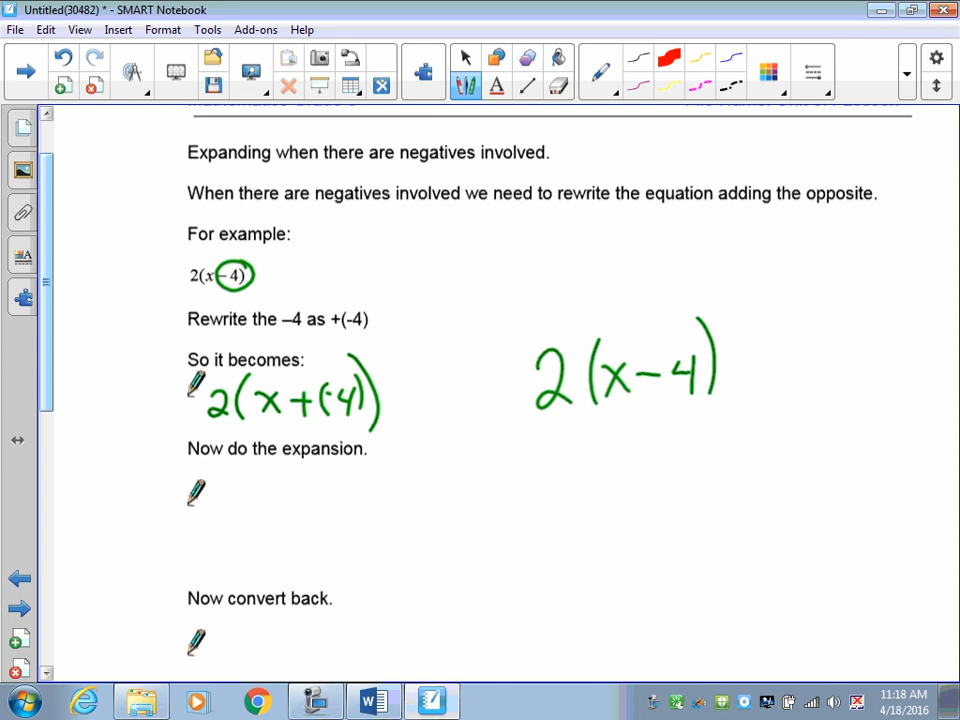 Untitled(30482) * - SMART Notebook
File Edit View Insert Format Tools Add-ons Help
Expanding when there are negatives involved.
When there are negatives involved we need to rewrite the equation adding the opposite.
For example:
2(x – 4)
Rewrite the –4 as +(-4)
So it becomes:
2(x+(-4)) 2(x-4)
Now do the expansion.
Now convert back.
11:18 AM
4/18/2016